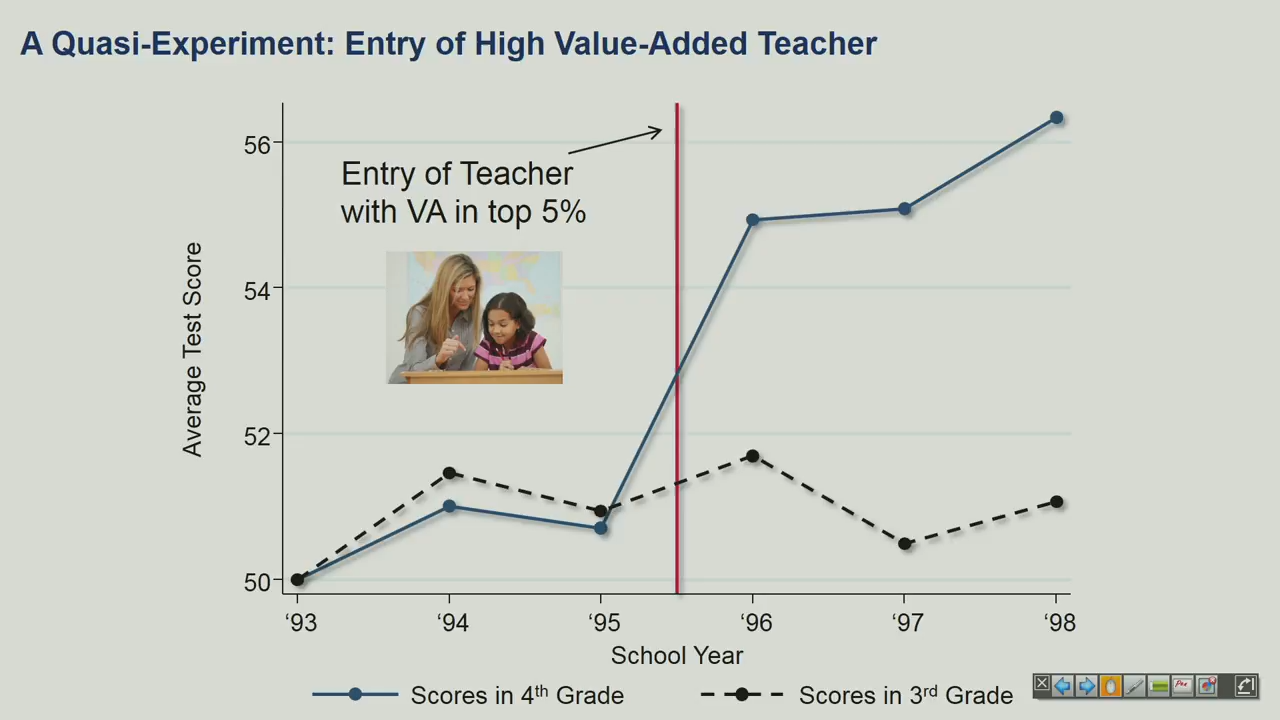 A Quasi-Experiment: Entry of High Value-Added Teacher
Entry of Teacher
with VA in top 5%
Average Test Score
56
54
52
50
‘93
‘94
‘95
‘96
‘97
‘98
School Year
Scores in 4th Grade
Scores in 3rd Grade